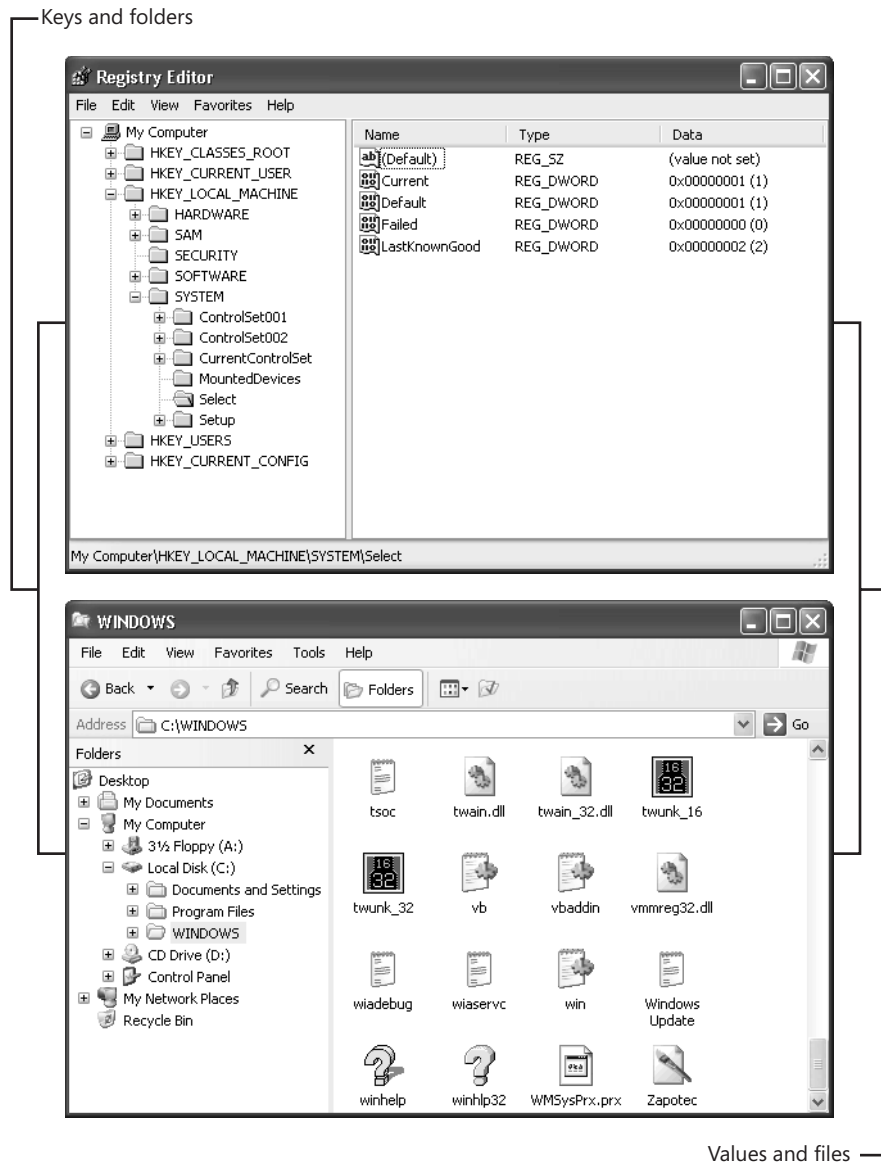 Keys and folders
Registry Editor
File Edit View Favorites Help
My Computer
HKEY_CLASSES_ROOT
HKEY_CURRENT_USER
HKEY_LOCAL_MACHINE
HARDWARE
SAM
SECURITY
SOFTWARE
SYSTEM
ControlSet001
ControlSet002
CurrentControlSet
MountedDevices
Select
Setup
HKEY_USERS
HKEY_CURRENT_CONFIG
Name Type Data
(Default) REG_SZ (value not set)
Current REG_DWORD 0x00000001 (1)
Default REG_DWORD 0x00000001 (1)
Failed REG_DWORD 0x00000000 (0)
LastKnownGood REG_DWORD 0x00000002 (2)
My Computer\HKEY_LOCAL_MACHINE\SYSTEM\Select
WINDOWS
File Edit View Favorites Tools Help
Back Search Folders
Address C:\WINDOWS Go
Folders
Desktop
My Documents
My Computer
3½ Floppy (A:)
Local Disk (C:)
Documents and Settings
Program Files
WINDOWS
CD Drive (D:)
Control Panel
My Network Places
Recycle Bin
tsoc twain.dll twain_32.dll twunk_16
twunk_32 vb vbaddin vmmreg32.dll
wiadebug wiaservc win Windows
Update
winhelp winhlp32 WMSysPrx.prx Zapotec
Values and files